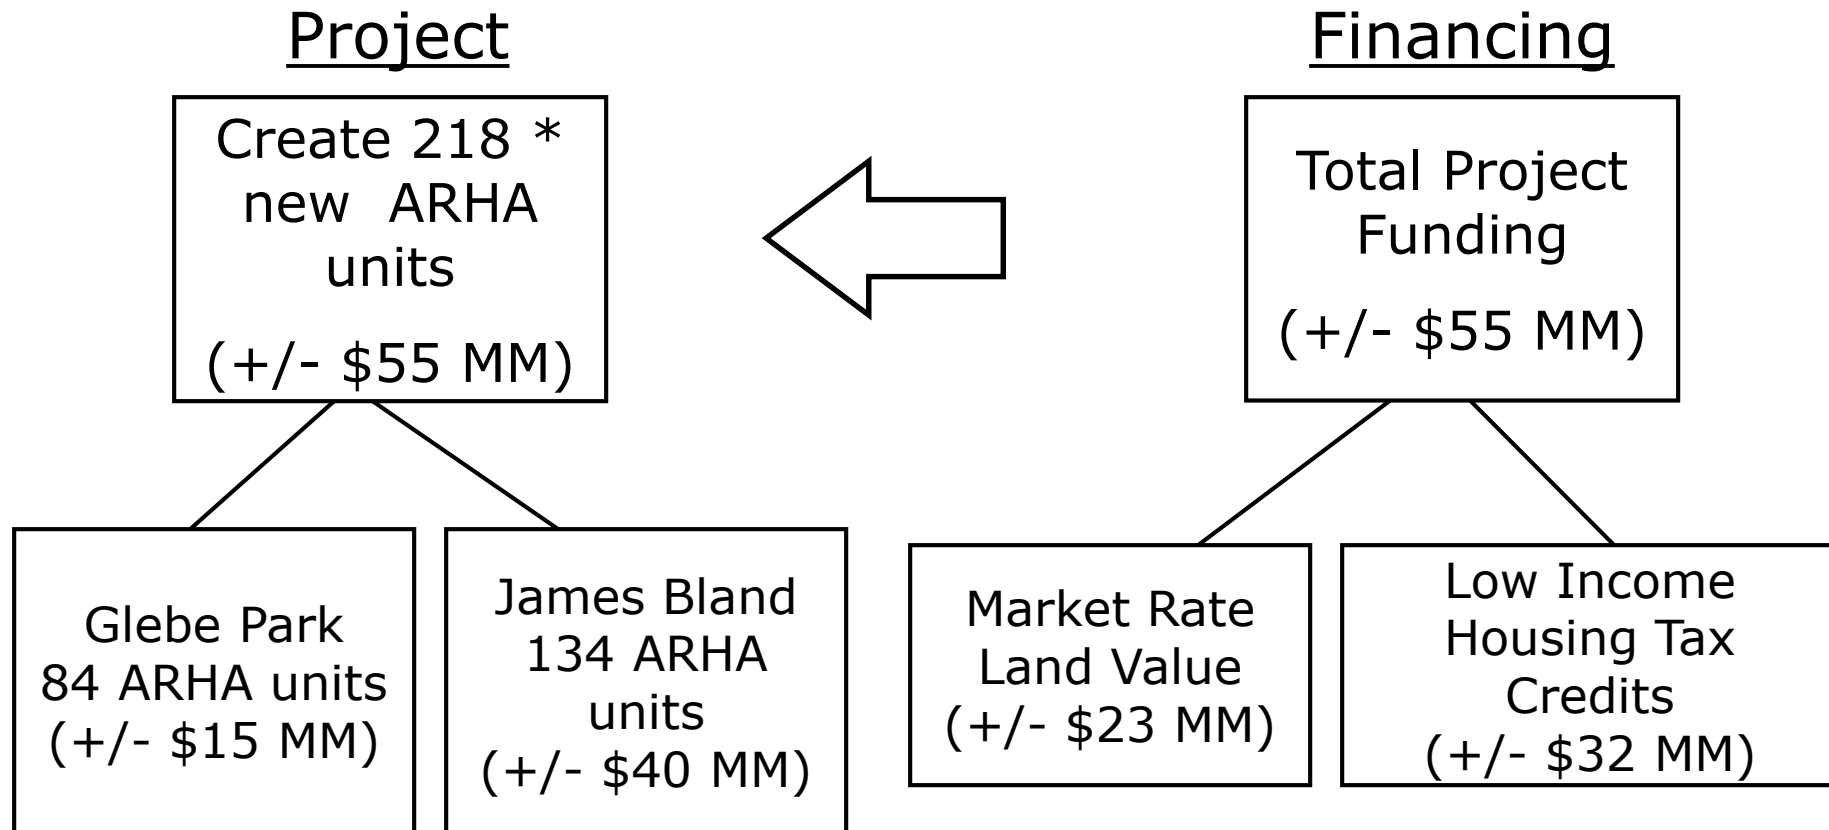 Project
Create 218 *
new ARHA
units
(+/- $55 MM)
Glebe Park
84 ARHA units
(+/- $15 MM)
James Bland
134 ARHA
units
(+/- $40 MM)
Financing
Total Project
Funding
(+/- $55 MM)
Market Rate
Land Value
(+/- $23 MM)
Low Income
Housing Tax
Credits
(+/- $32 MM)